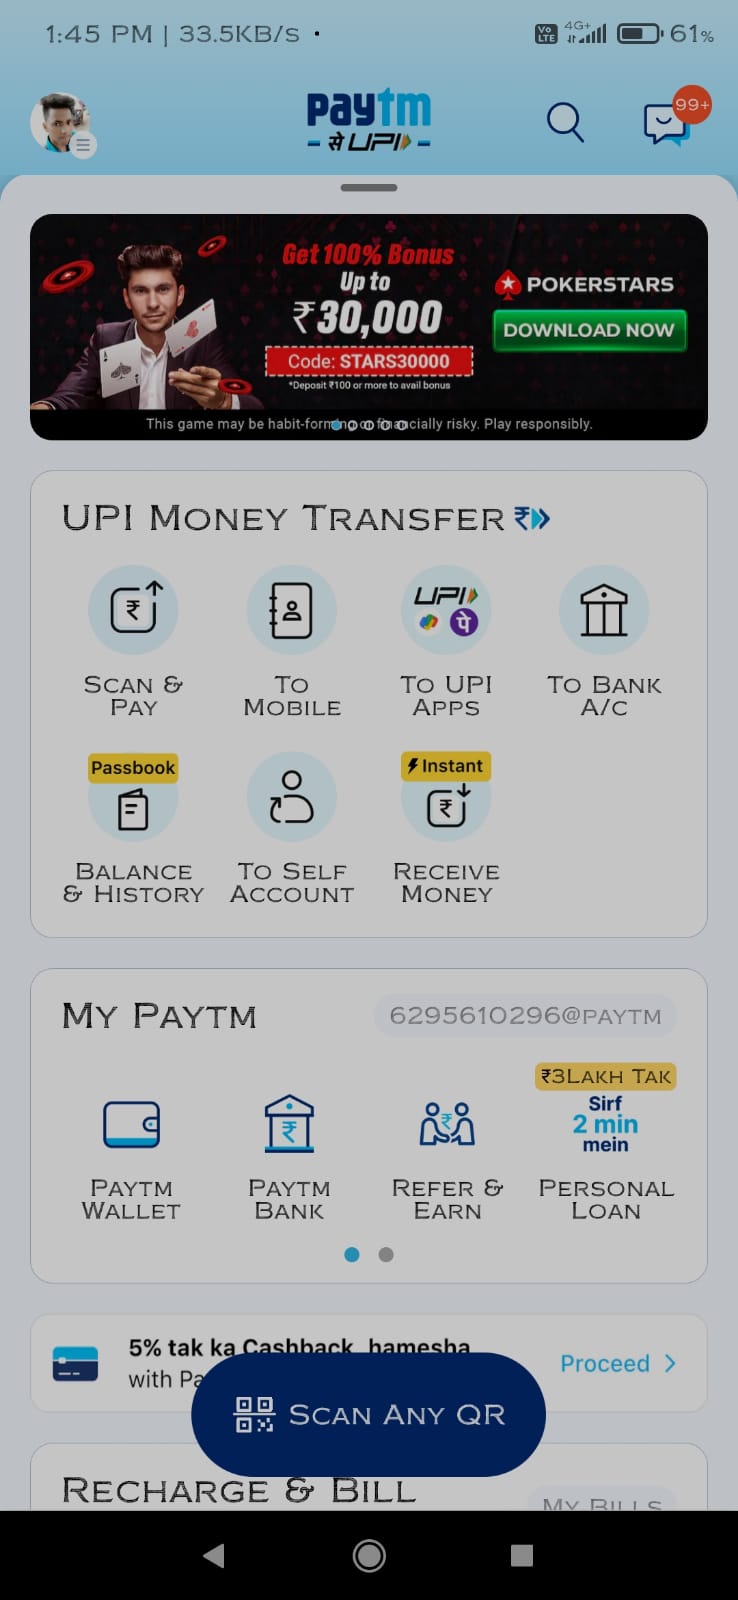 1:45 PM | 33.5KB/s •
Vo LTE 4G+ 61%
paytm
से UPI
99+
Get 100% Bonus
Up to
₹30,000
Code: STARS30000
*Deposit ₹100 or more to avail bonus
POKERSTARS
DOWNLOAD NOW
This game may be habit-forming or financially risky. Play responsibly.
UPI Money Transfer
Scan & Pay
To Mobile
UPI
पे
To UPI Apps
To Bank A/c
Passbook
Balance & History
To Self Account
Instant
Receive Money
My Paytm
6295610296@paytm
Paytm Wallet
Paytm Bank
Refer & Earn
₹3Lakh Tak
Sirf
2 min
mein
Personal Loan
5% tak ka Cashback, hamesha
with Pa
Proceed
Scan Any QR
Recharge & Bill
My Bills